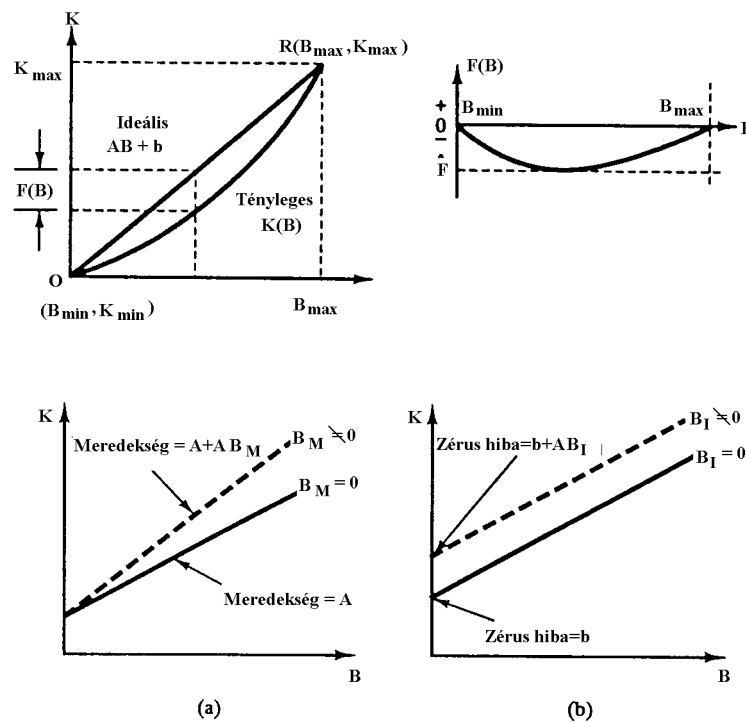 K
R(Bmax,Kmax)
Kmax
Ideális
AB + b
F(B)
Tényleges
K(B)
O
(Bmin,Kmin)
Bmax
F(B)
+
0
−
Bmin
Bmax
F̂
K
Meredekség = A+A BM
BM ≠ 0
BM = 0
Meredekség = A
B
(a)
K
BI ≠ 0
Zérus hiba=b+ABI
BI = 0
Zérus hiba=b
B
(b)